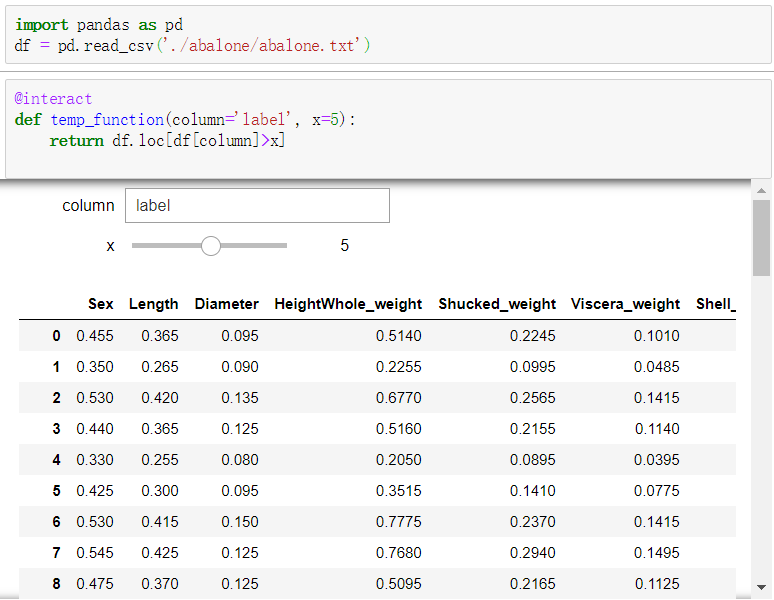 import pandas as pd
df = pd.read_csv('./abalone/abalone.txt')
@interact
def temp_function(column='label', x=5):
    return df.loc[df[column]>x]
column label
x 5
Sex Length Diameter HeightWhole_weight Shucked_weight Viscera_weight Shell_
0 0.455 0.365 0.095 0.5140 0.2245 0.1010
1 0.350 0.265 0.090 0.2255 0.0995 0.0485
2 0.530 0.420 0.135 0.6770 0.2565 0.1415
3 0.440 0.365 0.125 0.5160 0.2155 0.1140
4 0.330 0.255 0.080 0.2050 0.0895 0.0395
5 0.425 0.300 0.095 0.3515 0.1410 0.0775
6 0.530 0.415 0.150 0.7775 0.2370 0.1415
7 0.545 0.425 0.125 0.7680 0.2940 0.1495
8 0.475 0.370 0.125 0.5095 0.2165 0.1125